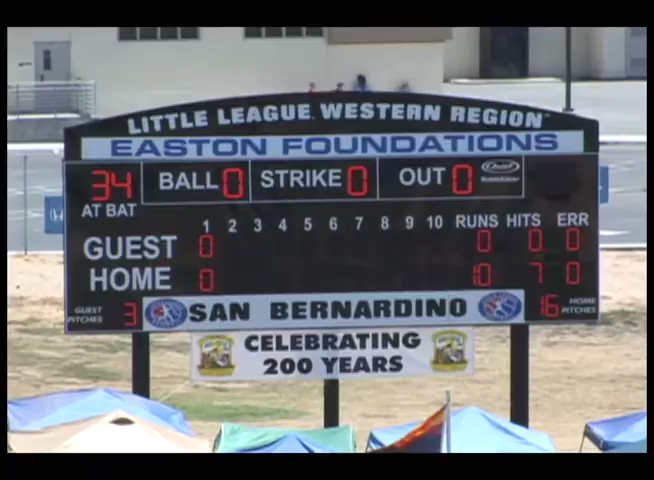 LITTLE LEAGUE WESTERN REGION
EASTON FOUNDATIONS
34 BALL 0 STRIKE 0 OUT 0
AT BAT
1 2 3 4 5 6 7 8 9 10 RUNS HITS ERR
GUEST 0 0 0 0
HOME 0 10 7 0
GUEST PITCHES 3 SAN BERNARDINO 16 HOME PITCHES
CELEBRATING
200 YEARS